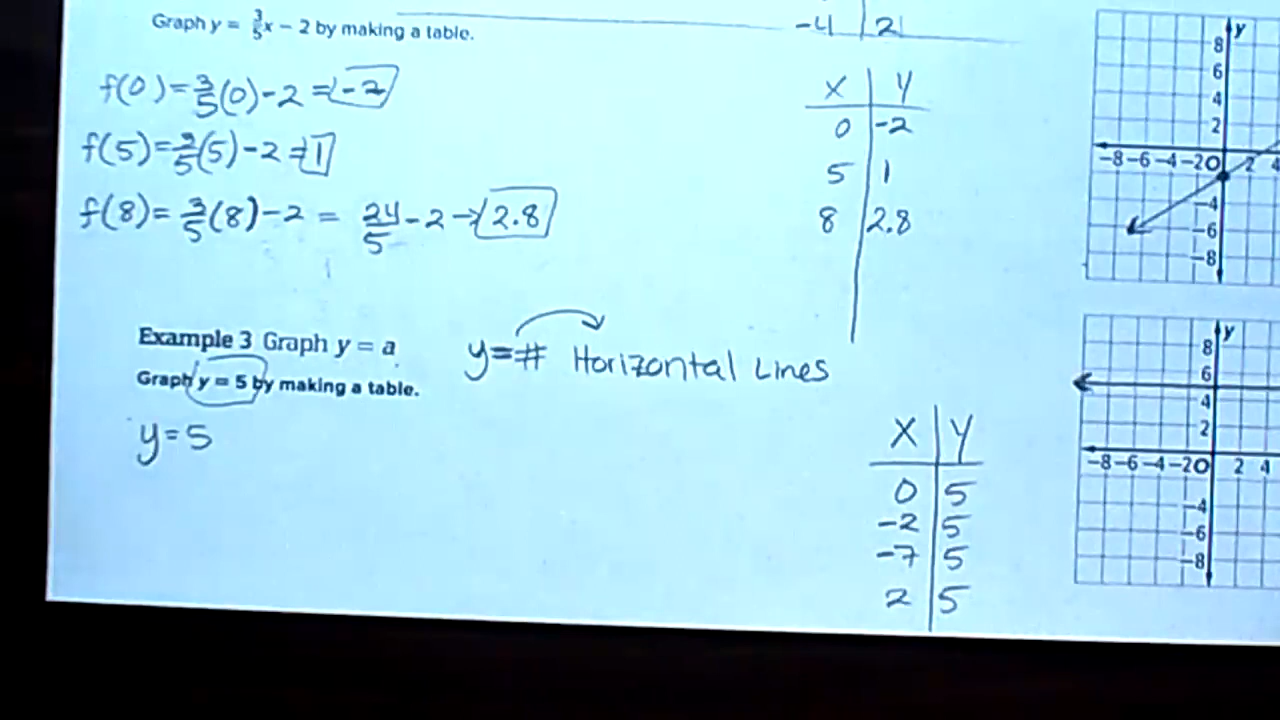 -4 | 2
Graph y = 3/5x − 2 by making a table.
f(0) = 3/5(0) - 2 = -2
f(5) = 3/5(5) - 2 = 1
f(8) = 3/5(8) - 2 = 24/5 - 2 → 2.8
X | Y
0 | -2
5 | 1
8 | 2.8
y
8
6
4
2
−8 −6 −4 −2 O 2 4
−4
−6
−8
Example 3 Graph y = a
y = # Horizontal Lines
Graph y = 5 by making a table.
y = 5
X | Y
0 | 5
-2 | 5
-7 | 5
2 | 5
y
8
6
4
2
−8 −6 −4 −2 O 2 4
−4
−6
−8